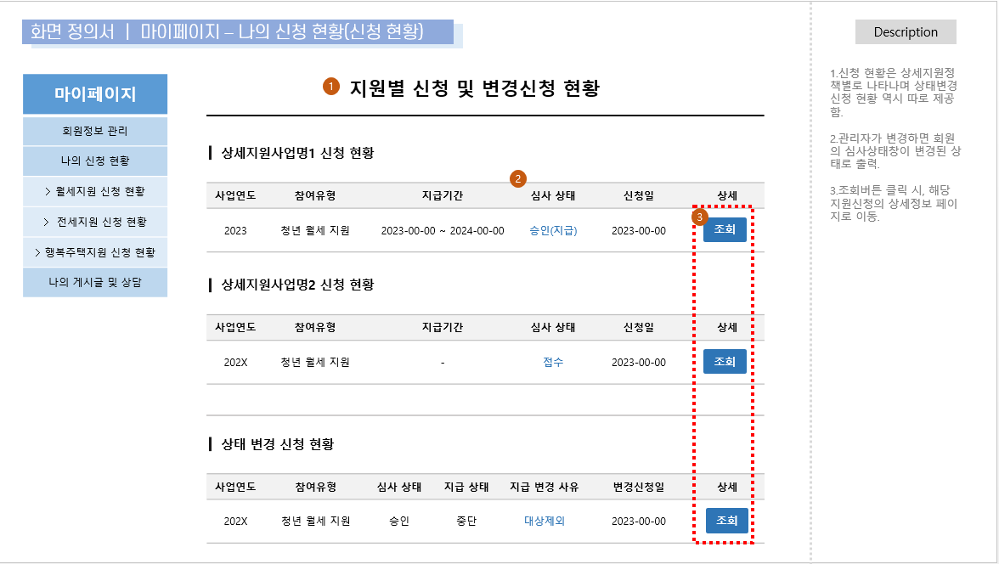 화면 정의서 | 마이페이지 – 나의 신청 현황(신청 현황)
마이페이지
회원정보 관리
나의 신청 현황
> 월세지원 신청 현황
> 전세지원 신청 현황
> 행복주택지원 신청 현황
나의 게시글 및 상담
1 지원별 신청 및 변경신청 현황
상세지원사업명1 신청 현황
2
사업연도 참여유형 지급기간 심사 상태 신청일 상세
3
2023 청년 월세 지원 2023-00-00 ~ 2024-00-00 승인(지급) 2023-00-00 조회
상세지원사업명2 신청 현황
사업연도 참여유형 지급기간 심사 상태 신청일 상세
202X 청년 월세 지원 - 접수 2023-00-00 조회
상태 변경 신청 현황
사업연도 참여유형 심사 상태 지급 상태 지급 변경 사유 변경신청일 상세
202X 청년 월세 지원 승인 중단 대상제외 2023-00-00 조회
Description
1.신청 현황은 상세지원정
책별로 나타나며 상태변경
신청 현황 역시 따로 제공
함.
2.관리자가 변경하면 회원
의 심사상태창이 변경된 상
태로 출력.
3.조회버튼 클릭 시, 해당
지원신청의 상세정보 페이
지로 이동.